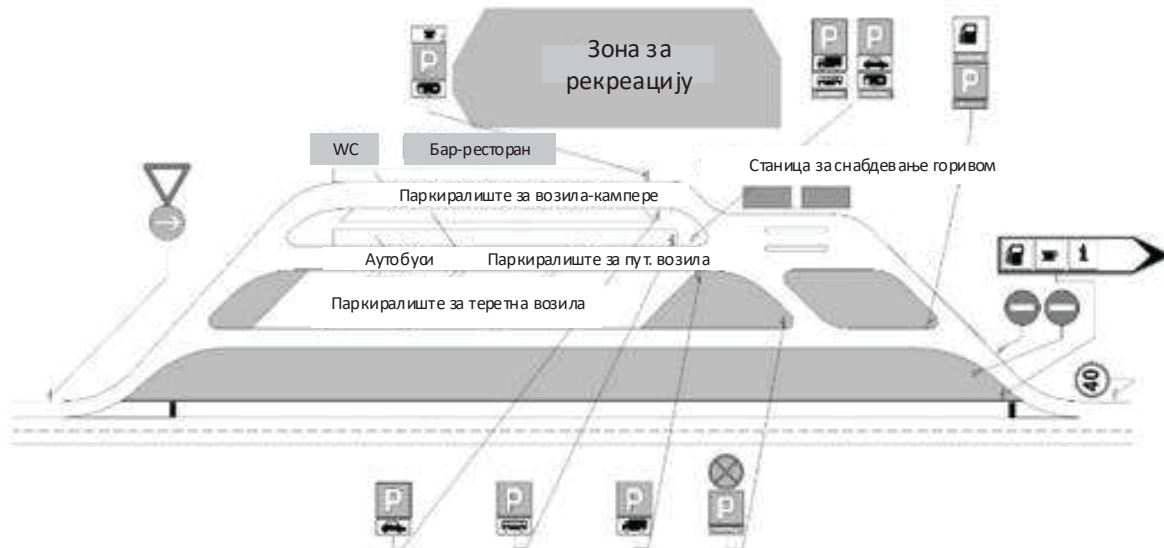 P
Зона за
рекреацију
P
P
P
WC
Бар-ресторан
Станица за снабдевање горивом
Паркиралиште за возила-кампере
Аутобуси
Паркиралиште за пут. возила
i
Паркиралиште за теретна возила
40
P
P
P
P